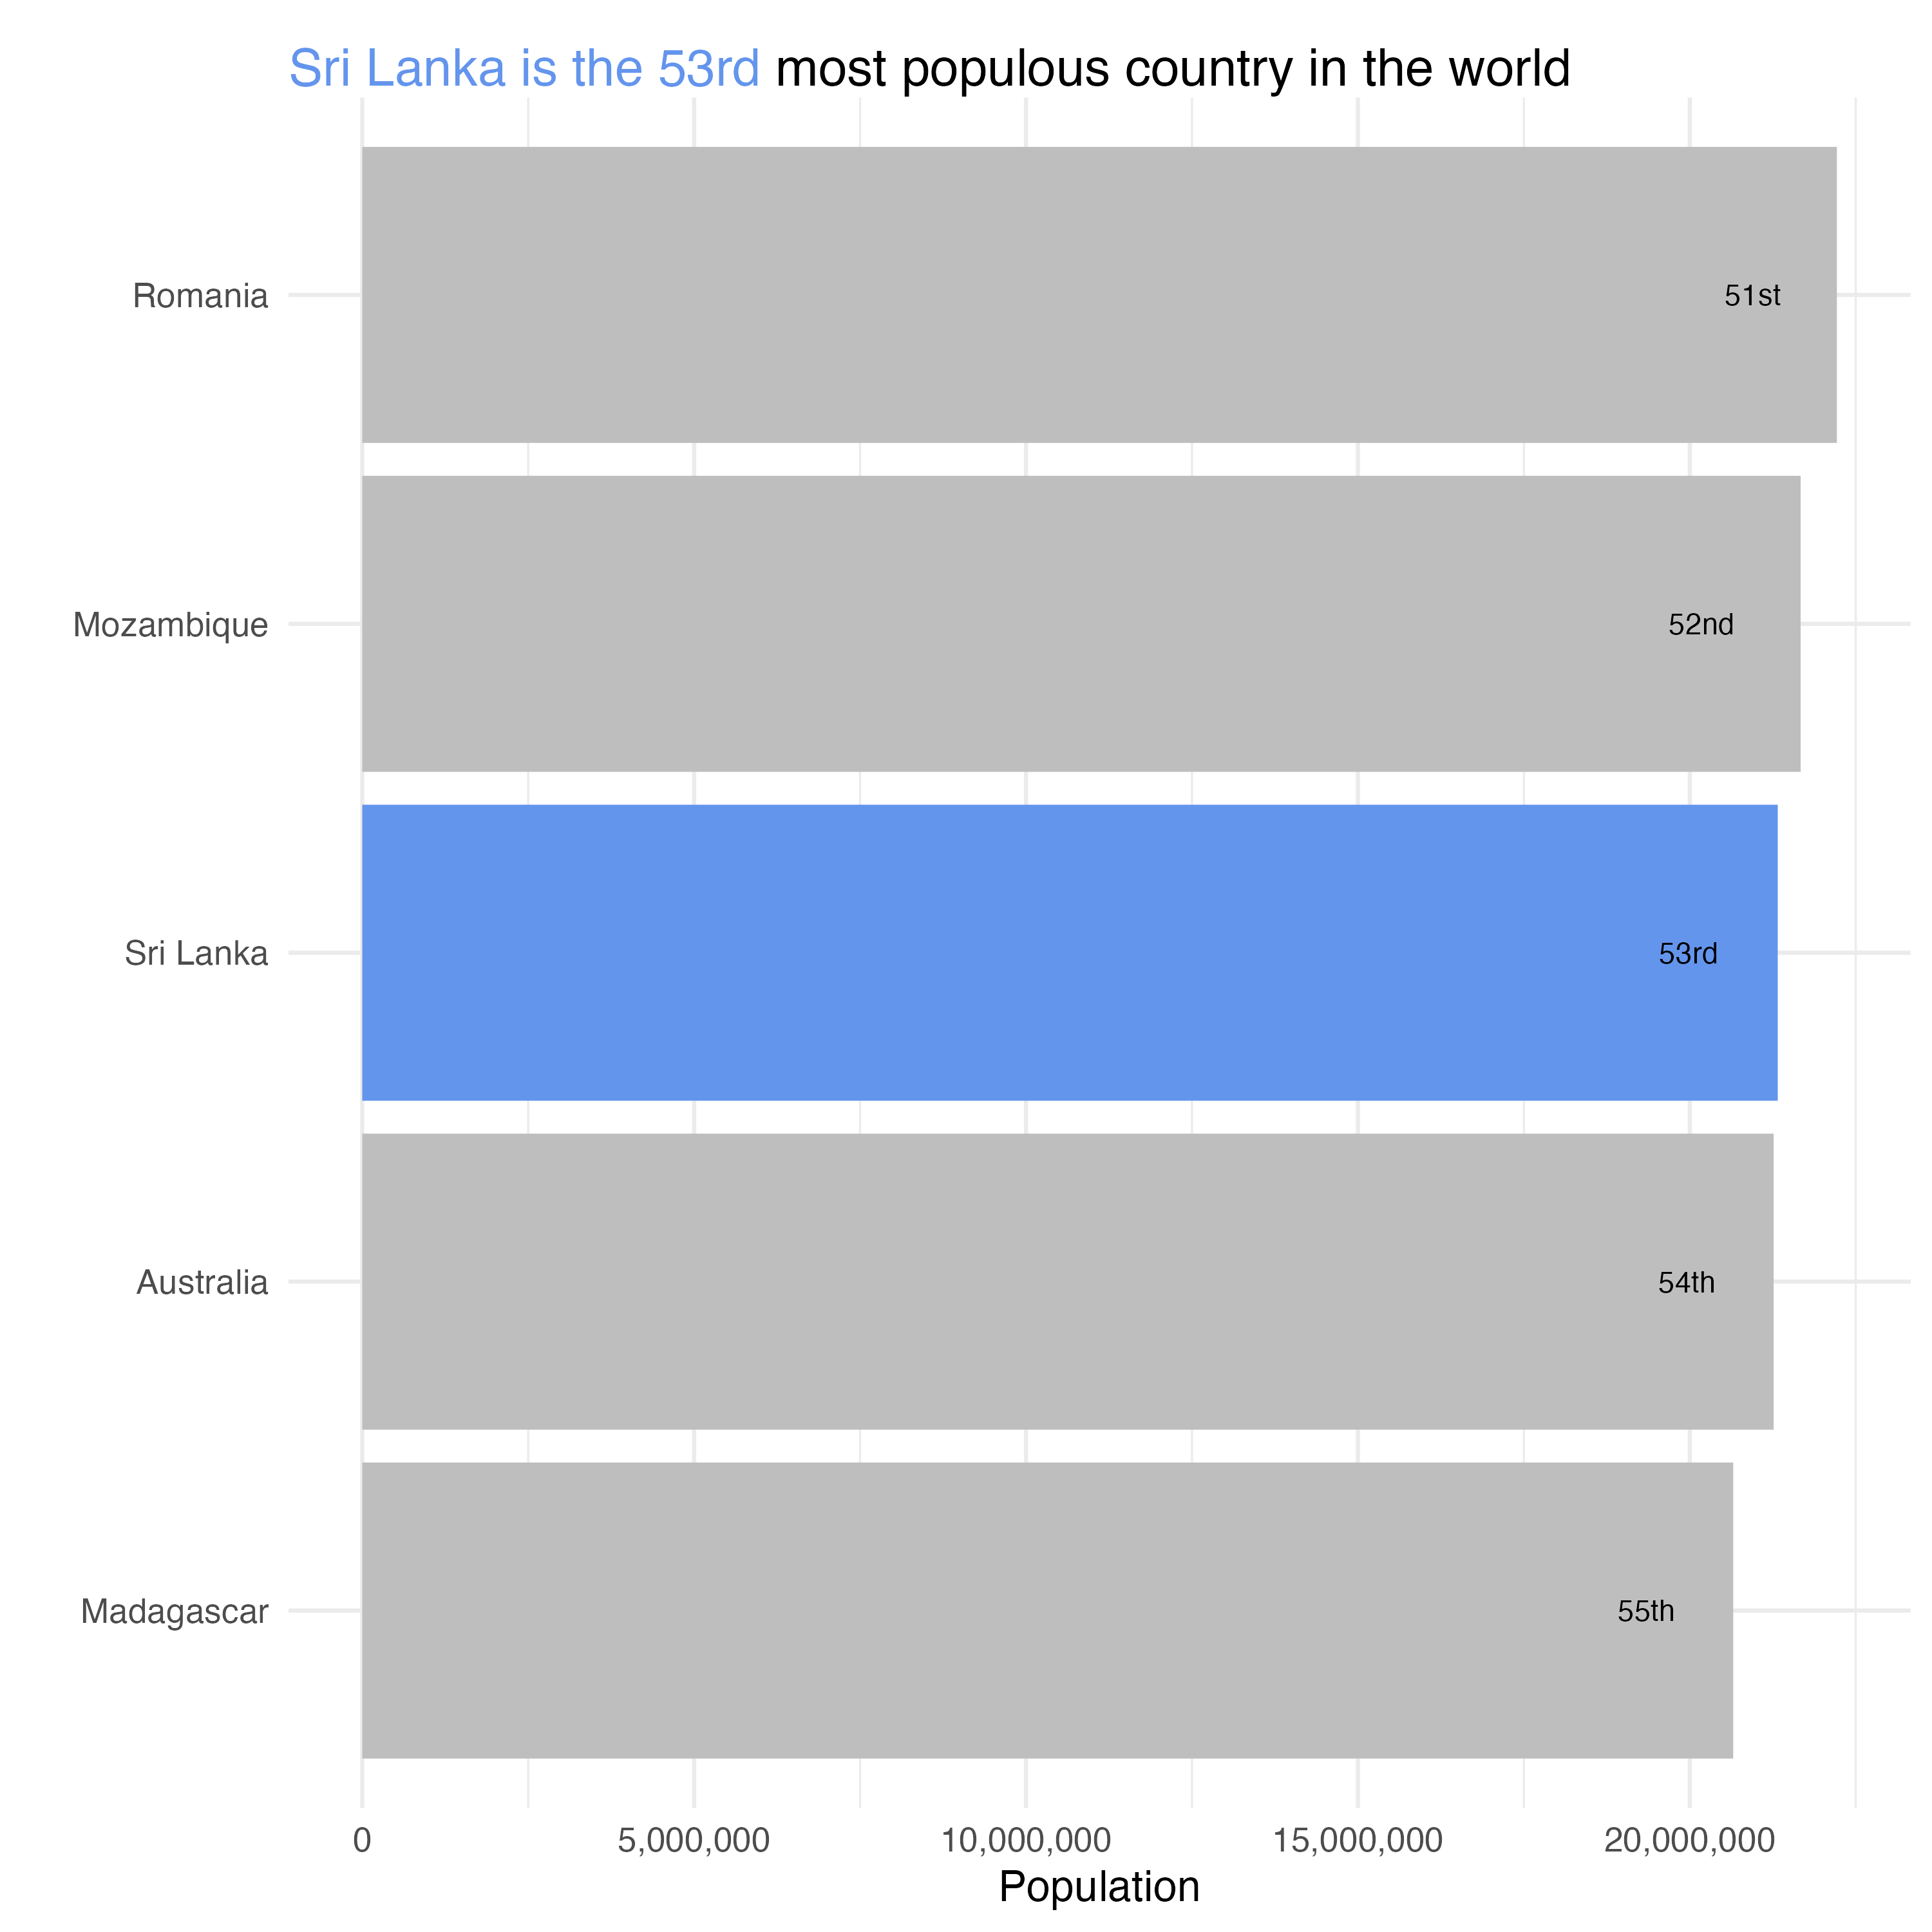 Sri Lanka is the 53rd most populous country in the world
Romania
51st
Mozambique
52nd
Sri Lanka
53rd
Australia
54th
Madagascar
55th
0 5,000,000 10,000,000 15,000,000 20,000,000
Population